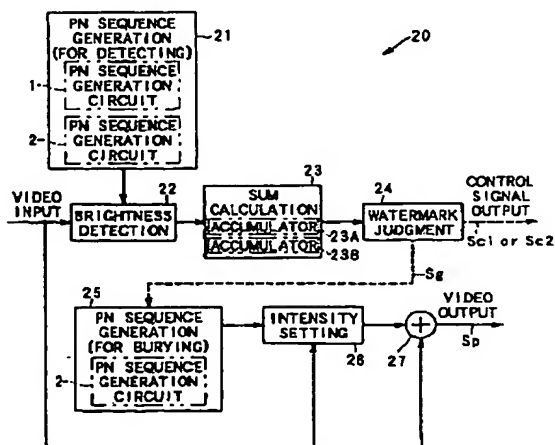 PN SEQUENCE
GENERATION
(FOR DETECTING)
21
20
1
PN SEQUENCE
GENERATION
CIRCUIT
2
PN SEQUENCE
GENERATION
CIRCUIT
VIDEO
INPUT
22
BRIGHTNESS
DETECTION
23
SUM
CALCULATION
ACCUMULATOR
23A
ACCUMULATOR
23B
24
WATERMARK
JUDGMENT
CONTROL
SIGNAL
OUTPUT
Sc1 or Sc2
Sg
25
PN SEQUENCE
GENERATION
(FOR BURYING)
2
PN SEQUENCE
GENERATION
CIRCUIT
INTENSITY
SETTING
26
+
27
VIDEO
OUTPUT
Sp